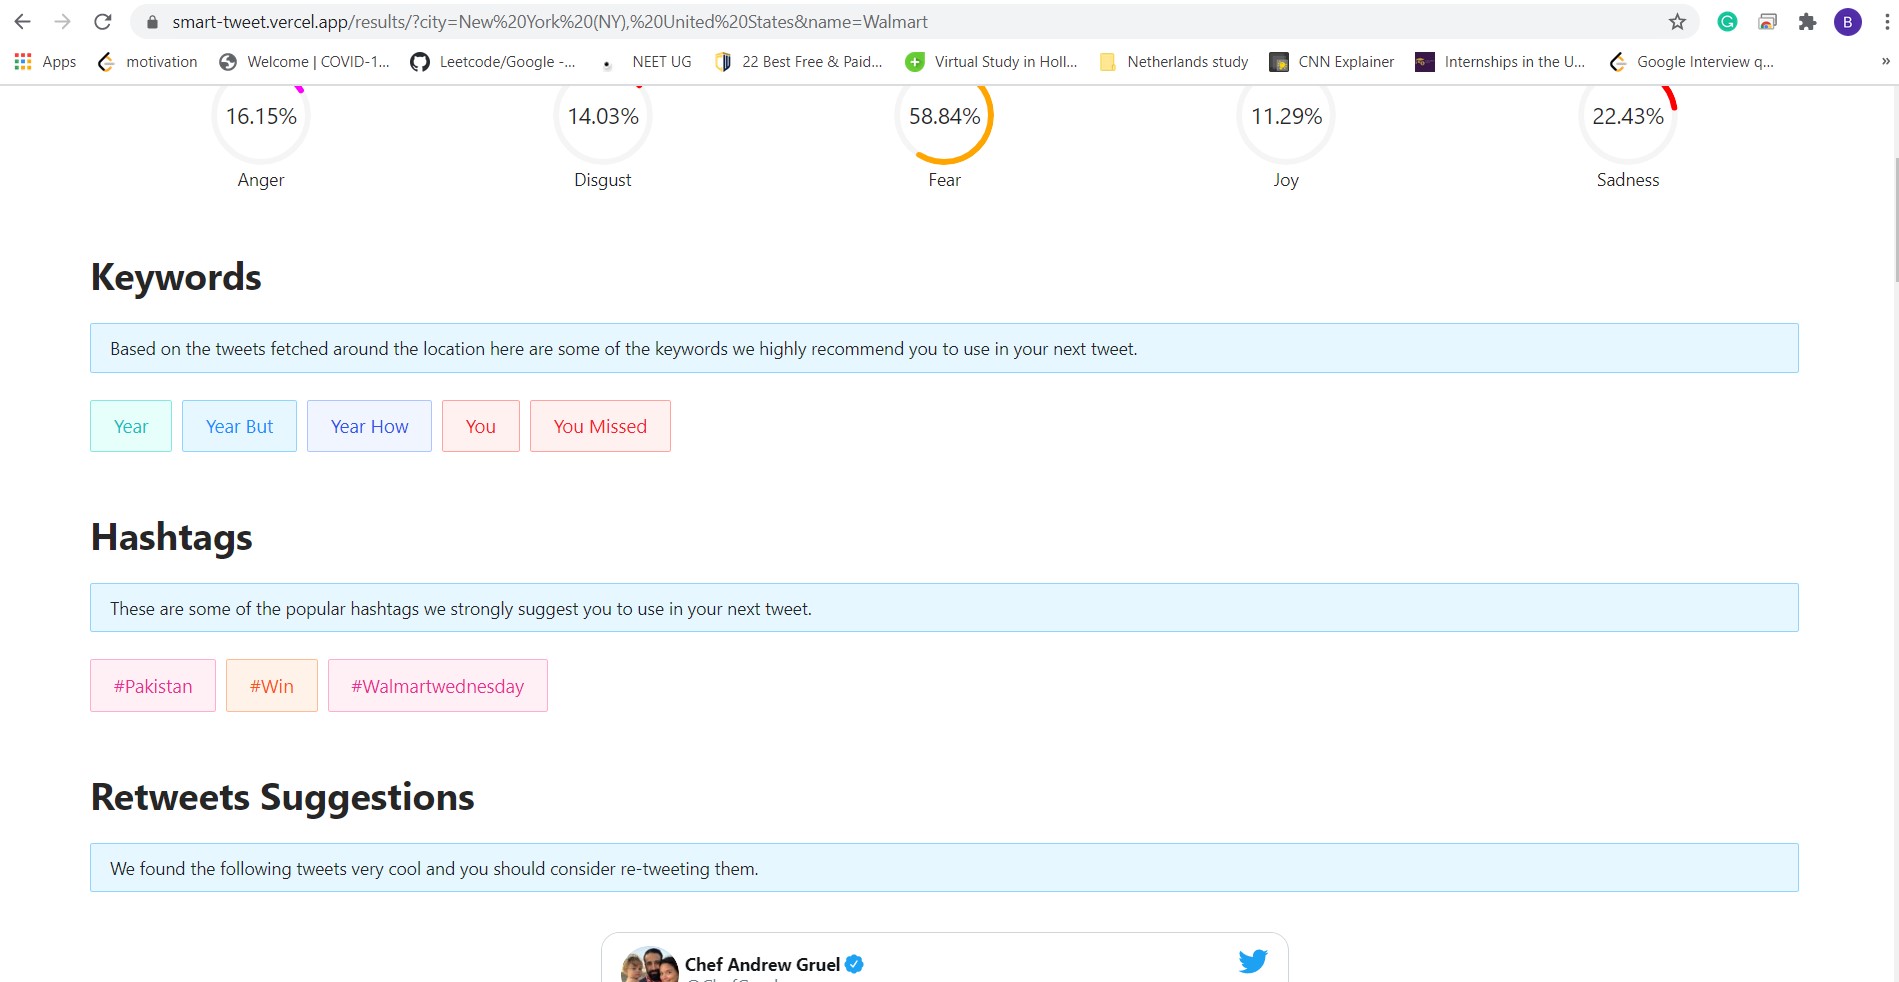 smart-tweet.vercel.app/results/?city=New%20York%20(NY),%20United%20States&name=Walmart
B
Apps motivation Welcome | COVID-1... Leetcode/Google -... NEET UG 22 Best Free & Paid... Virtual Study in Holl... Netherlands study CNN Explainer Internships in the U... Google Interview q... »
16.15% 14.03% 58.84% 11.29% 22.43%
Anger Disgust Fear Joy Sadness
Keywords
Based on the tweets fetched around the location here are some of the keywords we highly recommend you to use in your next tweet.
Year Year But Year How You You Missed
Hashtags
These are some of the popular hashtags we strongly suggest you to use in your next tweet.
#Pakistan #Win #Walmartwednesday
Retweets Suggestions
We found the following tweets very cool and you should consider re-tweeting them.
Chef Andrew Gruel